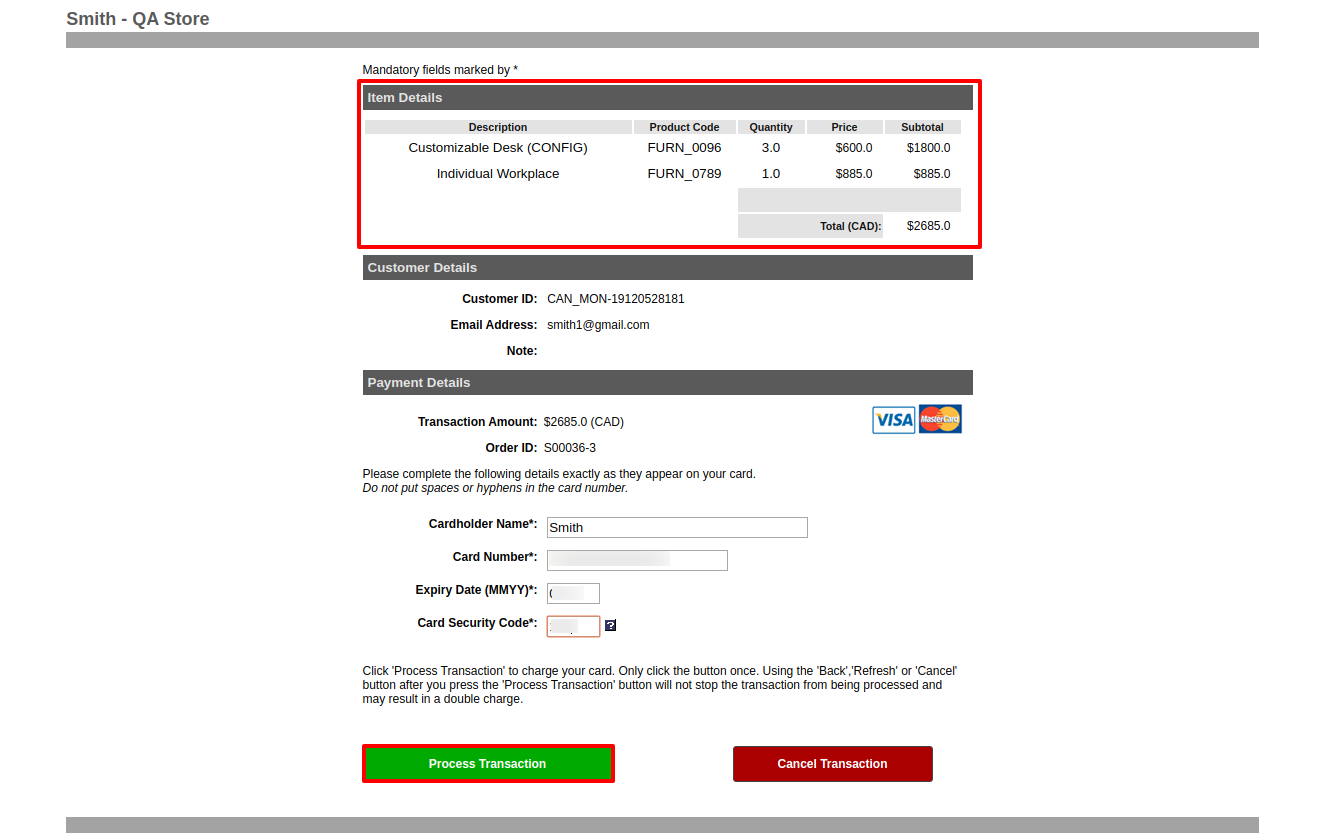 Smith - QA Store
Mandatory fields marked by *
Item Details
Description Product Code Quantity Price Subtotal
Customizable Desk (CONFIG) FURN_0096 3.0 $600.0 $1800.0
Individual Workplace FURN_0789 1.0 $885.0 $885.0
Total (CAD): $2685.0
Customer Details
Customer ID: CAN_MON-19120528181
Email Address: smith1@gmail.com
Note:
Payment Details
VISA MasterCard
Transaction Amount: $2685.0 (CAD)
Order ID: S00036-3
Please complete the following details exactly as they appear on your card.
Do not put spaces or hyphens in the card number.
Cardholder Name*: Smith
Card Number*:
Expiry Date (MMYY)*:
Card Security Code*: ?
Click 'Process Transaction' to charge your card. Only click the button once. Using the 'Back','Refresh' or 'Cancel'
button after you press the 'Process Transaction' button will not stop the transaction from being processed and
may result in a double charge.
Process Transaction Cancel Transaction